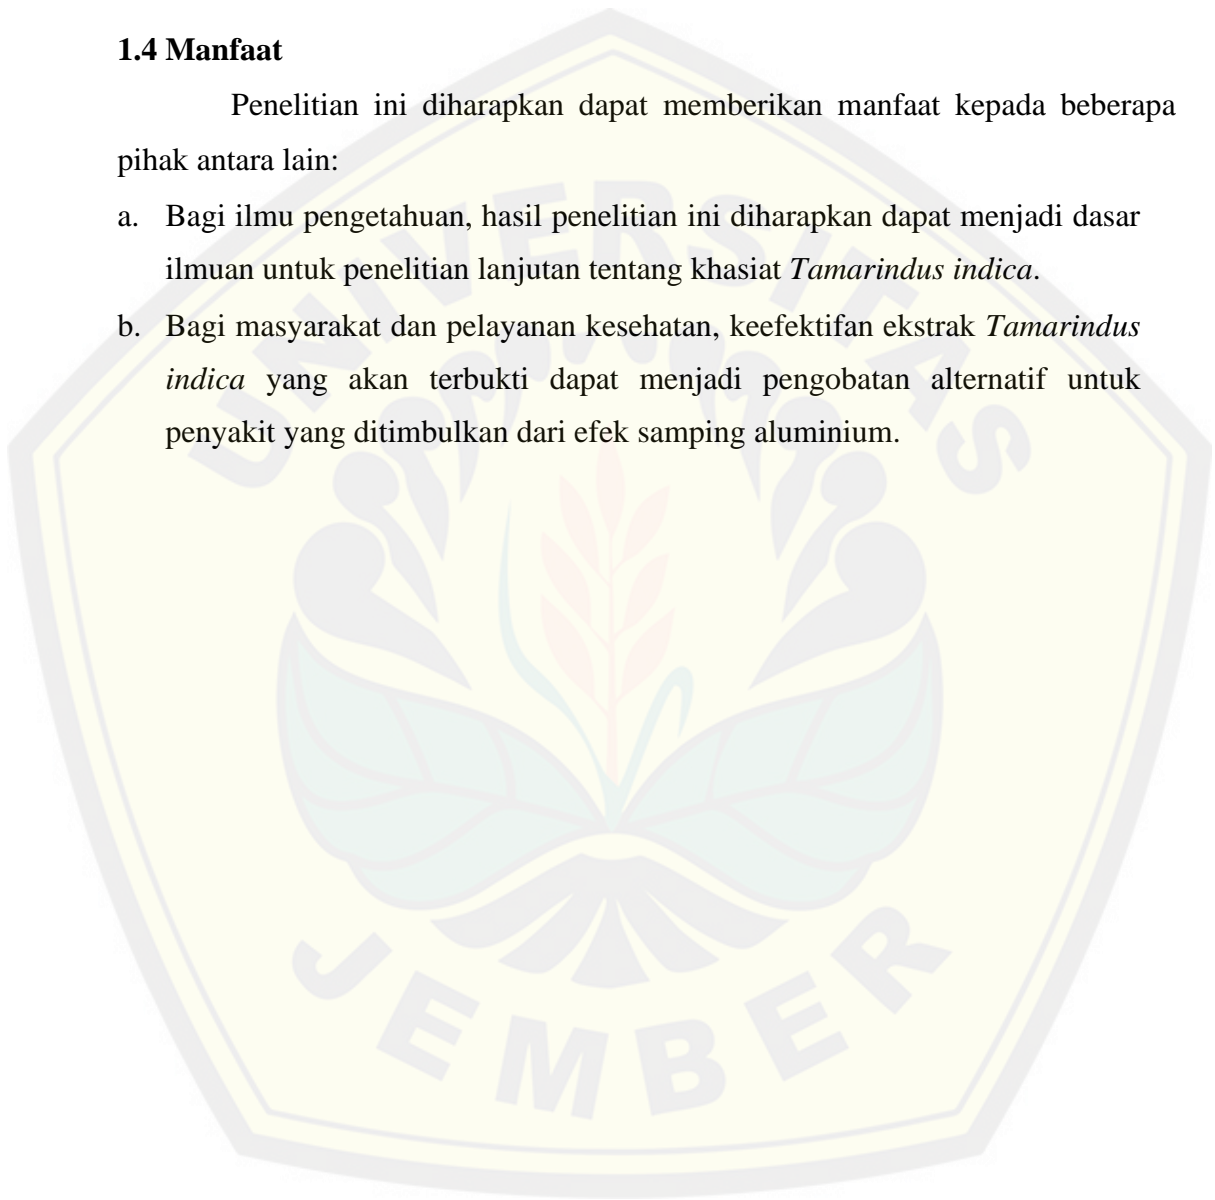 1.4 Manfaat
Penelitian ini diharapkan dapat memberikan manfaat kepada beberapa
pihak antara lain:
a. Bagi ilmu pengetahuan, hasil penelitian ini diharapkan dapat menjadi dasar
ilmuan untuk penelitian lanjutan tentang khasiat Tamarindus indica.
b. Bagi masyarakat dan pelayanan kesehatan, keefektifan ekstrak Tamarindus
indica yang akan terbukti dapat menjadi pengobatan alternatif untuk
penyakit yang ditimbulkan dari efek samping aluminium.
UNIVERSITAS
JEMBER